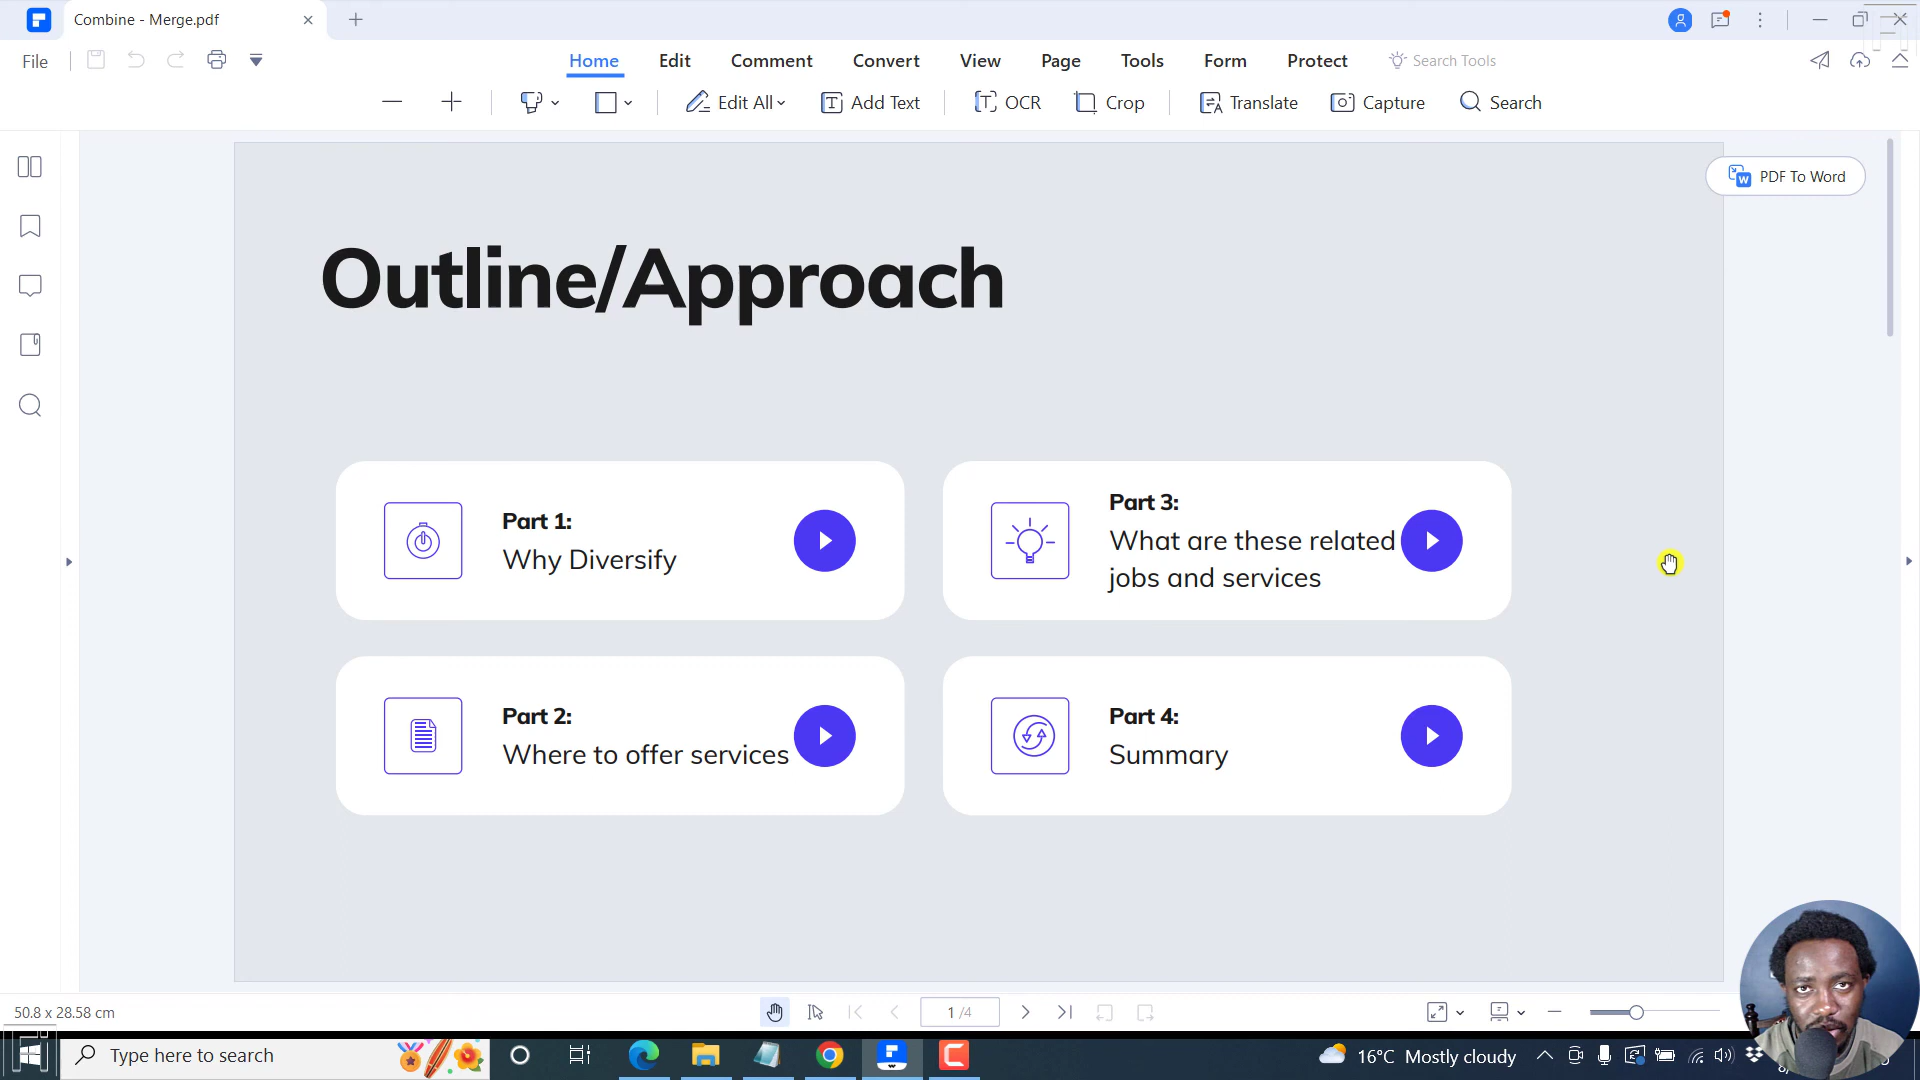 Combine - Merge.pdf
File
Home
Edit
Comment
Convert
View
Page
Tools
Form
Protect
Search Tools
Edit All
Add Text
OCR
Crop
Translate
Capture
Search
PDF To Word
Outline/Approach
Part 1:
Why Diversify
Part 3:
What are these related
jobs and services
Part 2:
Where to offer services
Part 4:
Summary
50.8 x 28.58 cm
1 /4
Type here to search
16°C Mostly cloudy